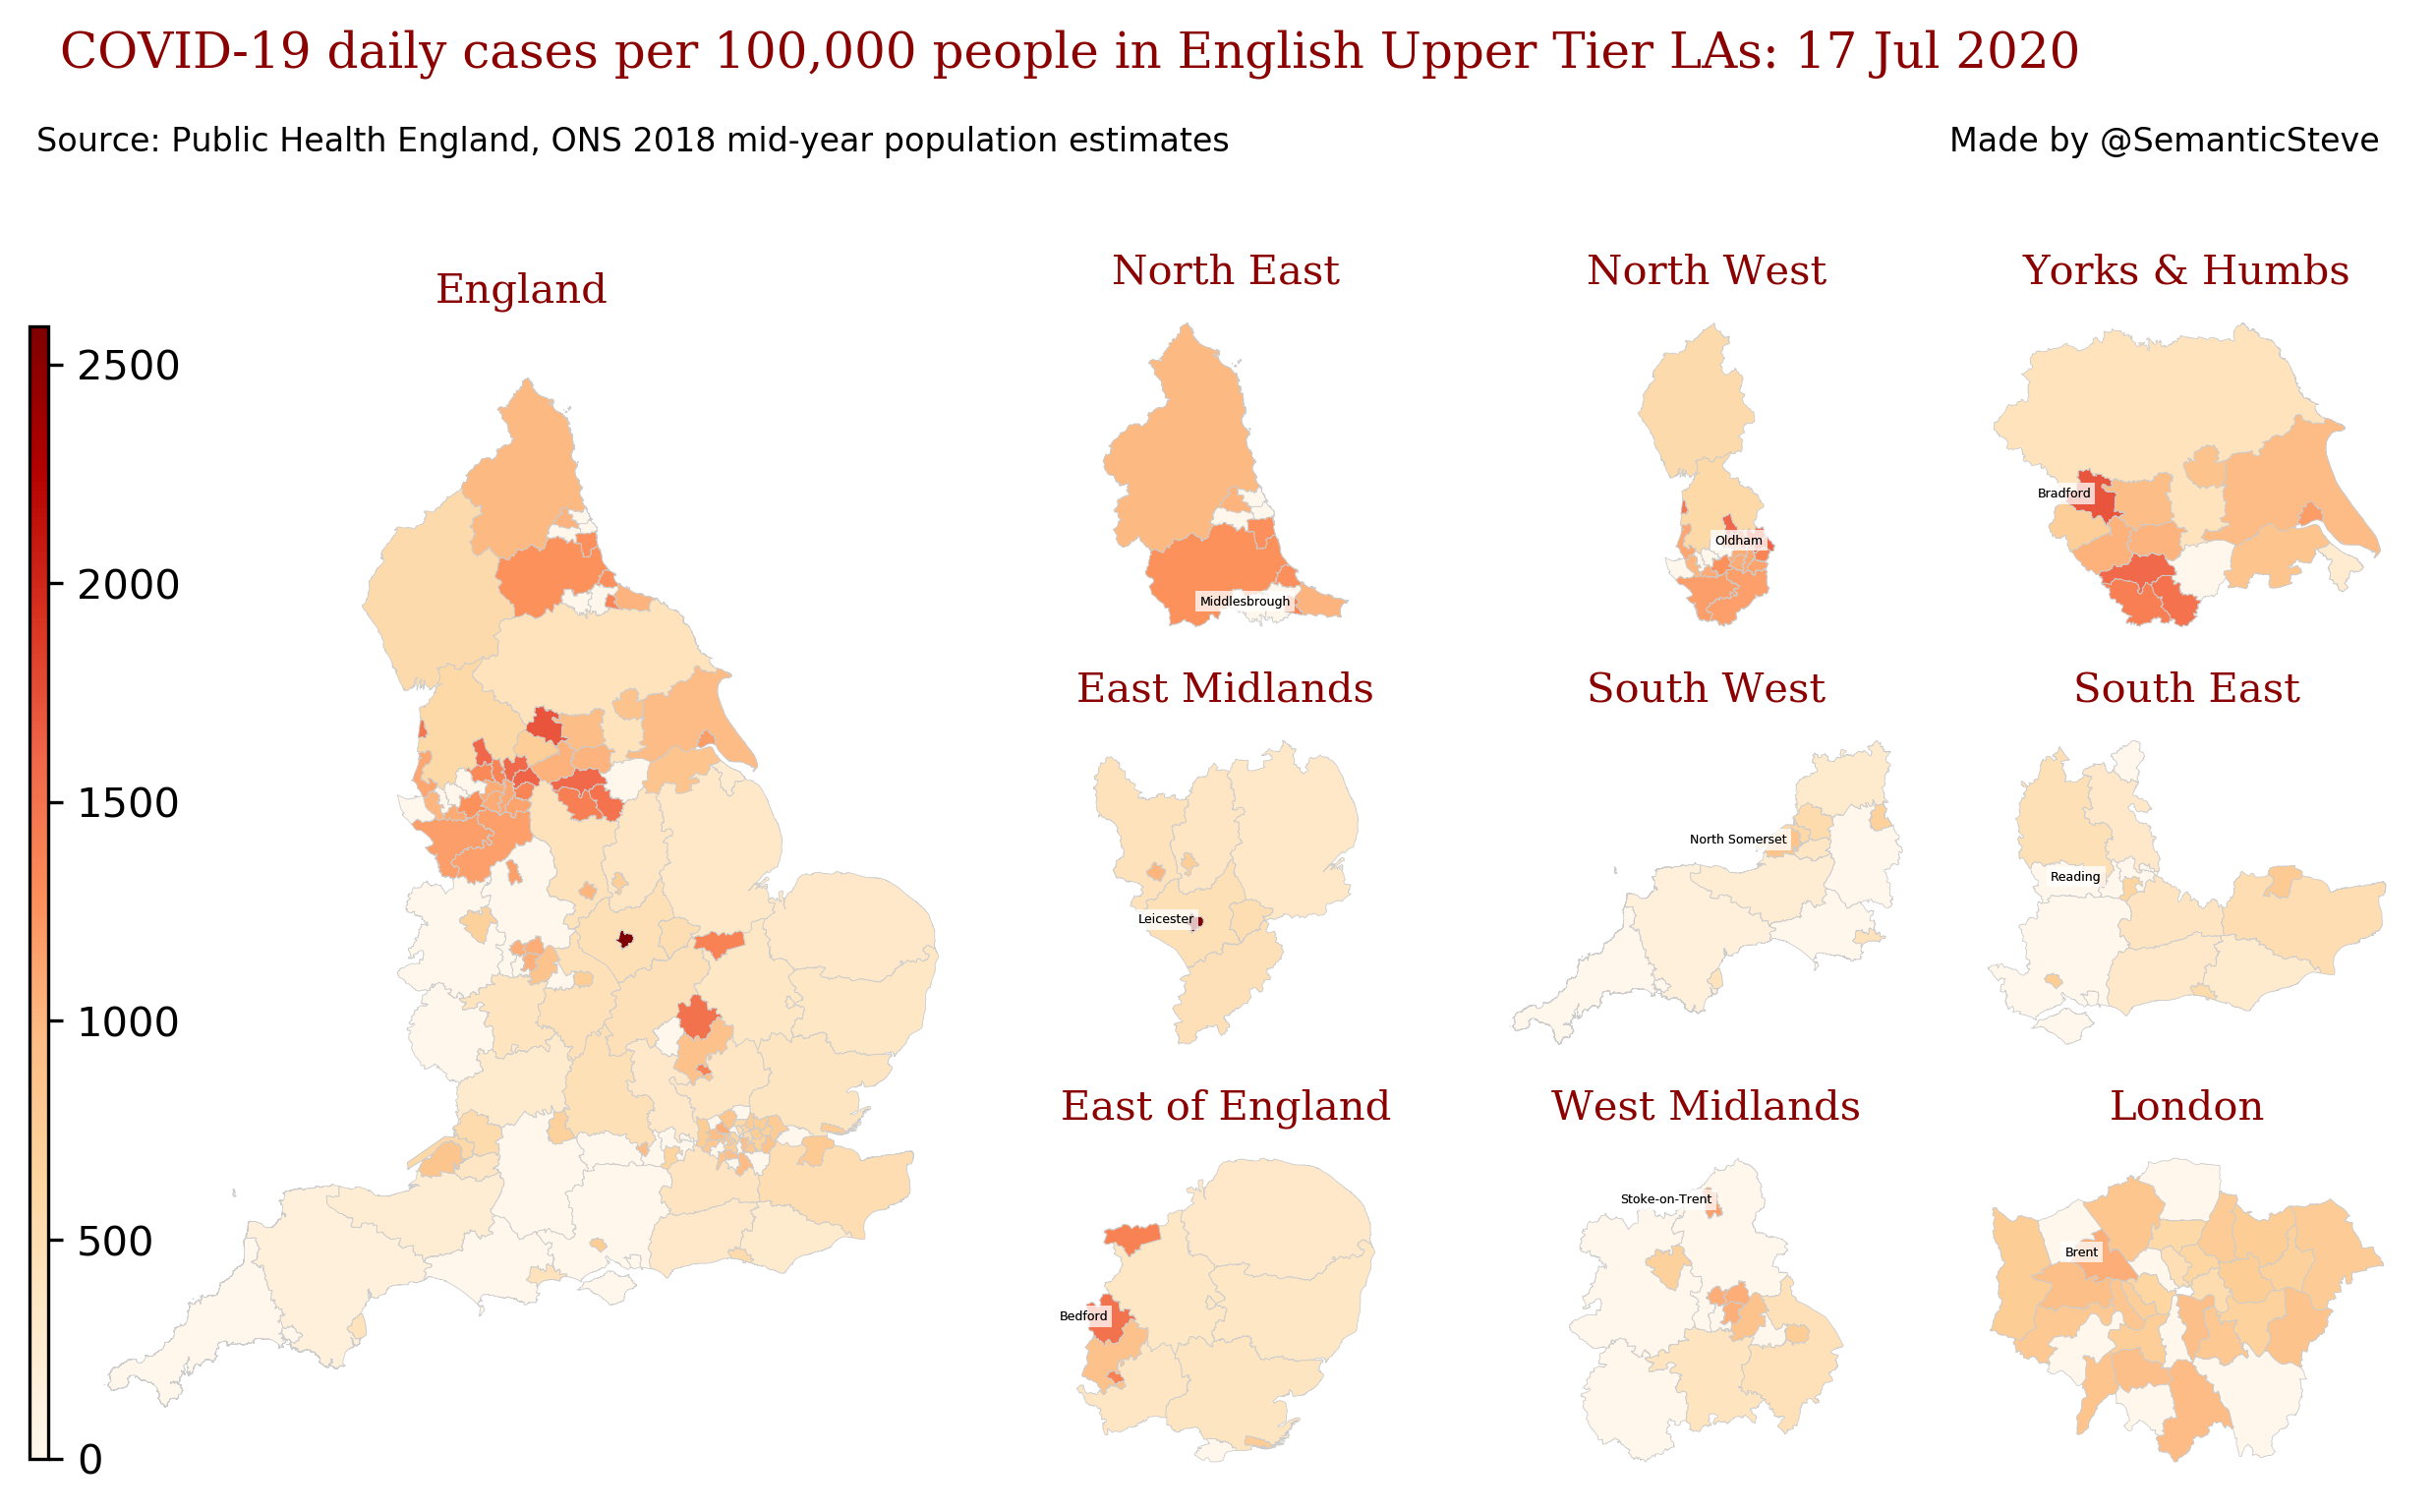 COVID-19 daily cases per 100,000 people in English Upper Tier LAs: 17 Jul 2020
Source: Public Health England, ONS 2018 mid-year population estimates
Made by @SemanticSteve
England
2500
2000
1500
1000
500
0
North East
Middlesbrough
North West
Oldham
Yorks & Humbs
Bradford
East Midlands
Leicester
South West
North Somerset
South East
Reading
East of England
Bedford
West Midlands
Stoke-on-Trent
London
Brent